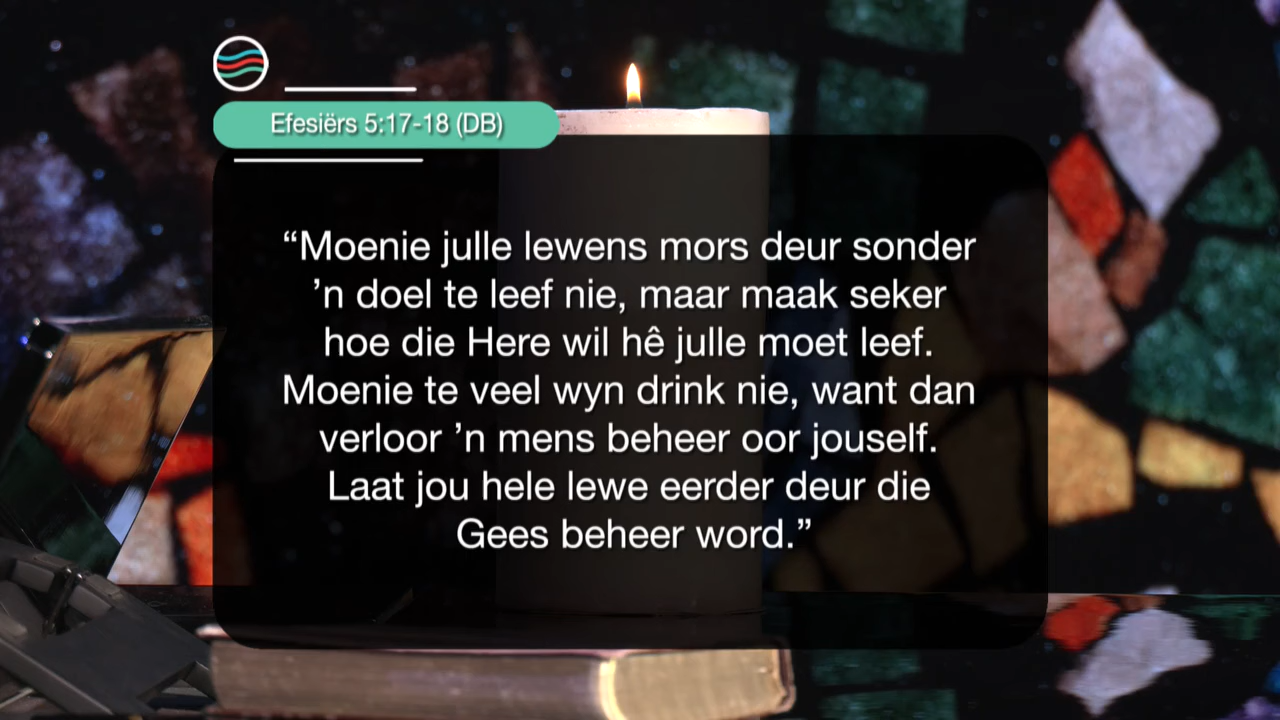 Efesiërs 5:17-18 (DB)
“Moenie julle lewens mors deur sonder
’n doel te leef nie, maar maak seker
hoe die Here wil hê julle moet leef.
Moenie te veel wyn drink nie, want dan
verloor ’n mens beheer oor jouself.
Laat jou hele lewe eerder deur die
Gees beheer word.”